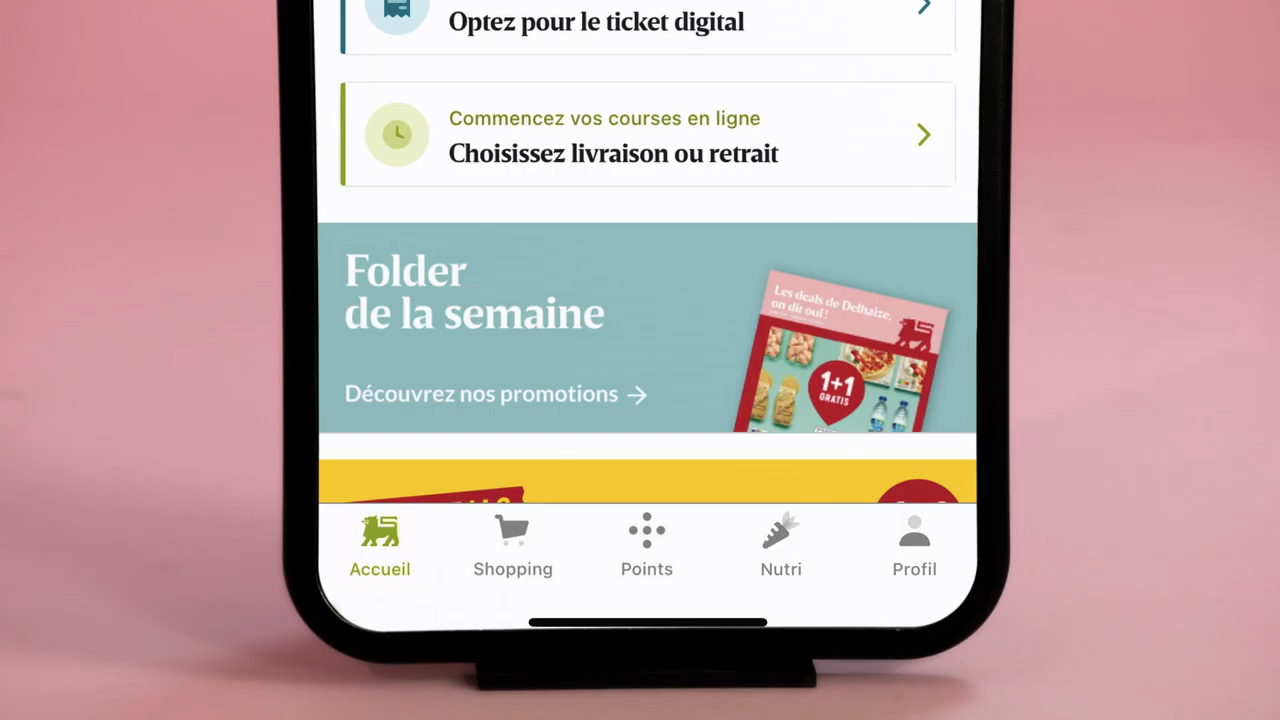 Optez pour le ticket digital
Commencez vos courses en ligne
Choisissez livraison ou retrait
Folder
de la semaine
Découvrez nos promotions →
Les deals de Delhaize,
on dit oui !
1+1
GRATIS
Accueil
Shopping
Points
Nutri
Profil